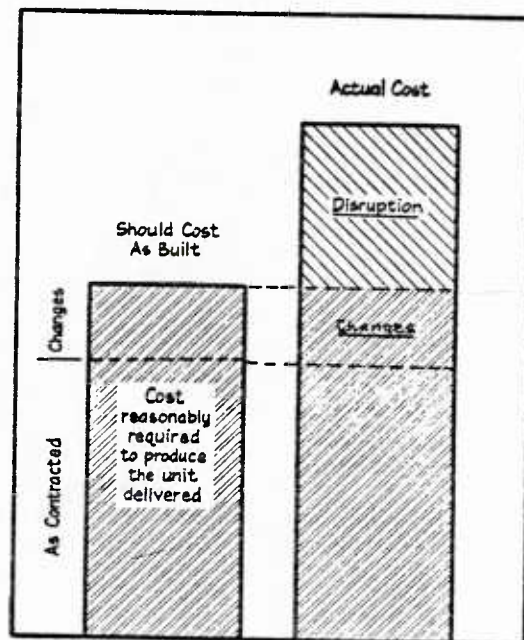 Actual Cost
Disruption
Should Cost
As Built
Changes
Changes
Cost
reasonably
required
to produce
the unit
delivered
As Contracted